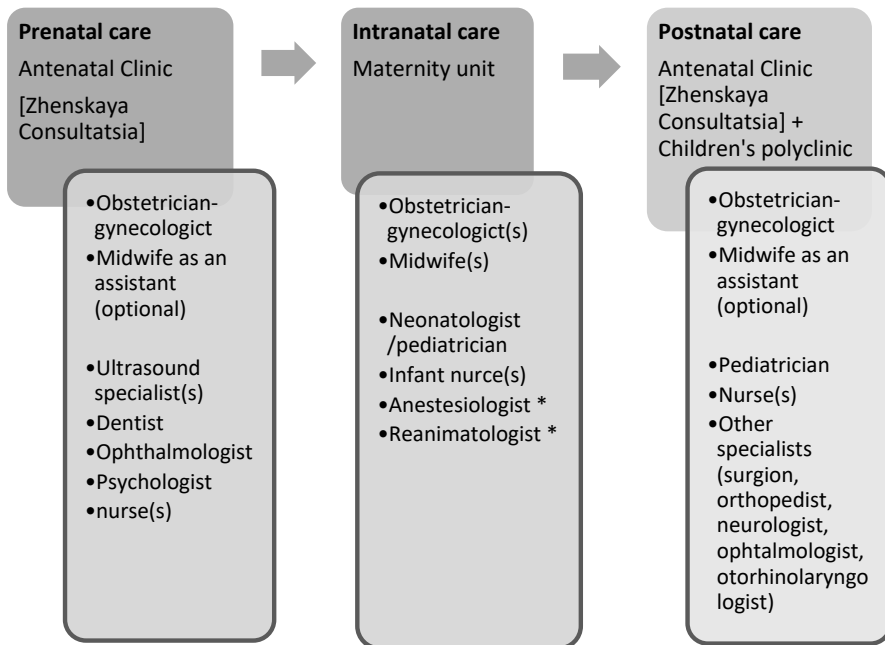 Prenatal care
Antenatal Clinic
[Zhenskaya
Consultatsia]
•Obstetrician-
gynecologict
•Midwife as an
assistant
(optional)
•Ultrasound
specialist(s)
•Dentist
•Ophthalmologist
•Psychologist
•nurse(s)
Intranatal care
Maternity unit
•Obstetrician-
gynecologict(s)
•Midwife(s)
•Neonatologist
/pediatrician
•Infant nurce(s)
•Anestesiologist *
•Reanimatologist *
Postnatal care
Antenatal Clinic
[Zhenskaya
Consultatsia] +
Children's polyclinic
•Obstetrician-
gynecologict
•Midwife as an
assistant
(optional)
•Pediatrician
•Nurse(s)
•Other
specialists
(surgion,
orthopedist,
neurologist,
ophtalmologist,
otorhinolaryngo
logist)